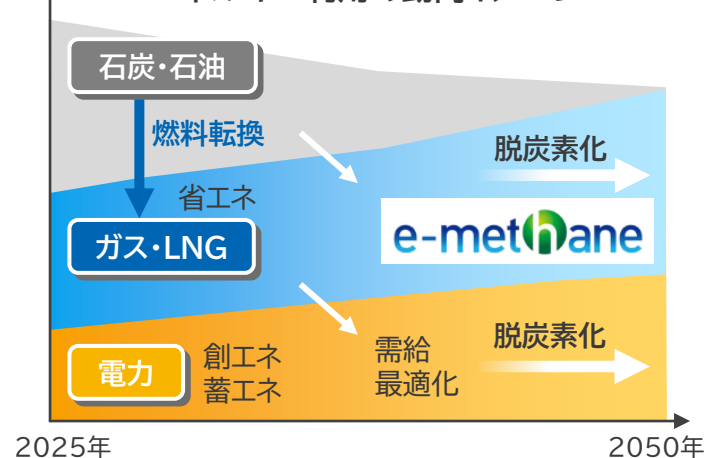 石炭・石油
燃料転換
脱炭素化
省エネ
e-methane
ガス・LNG
脱炭素化
需給
最適化
電力
創エネ
蓄エネ
2025年
2050年